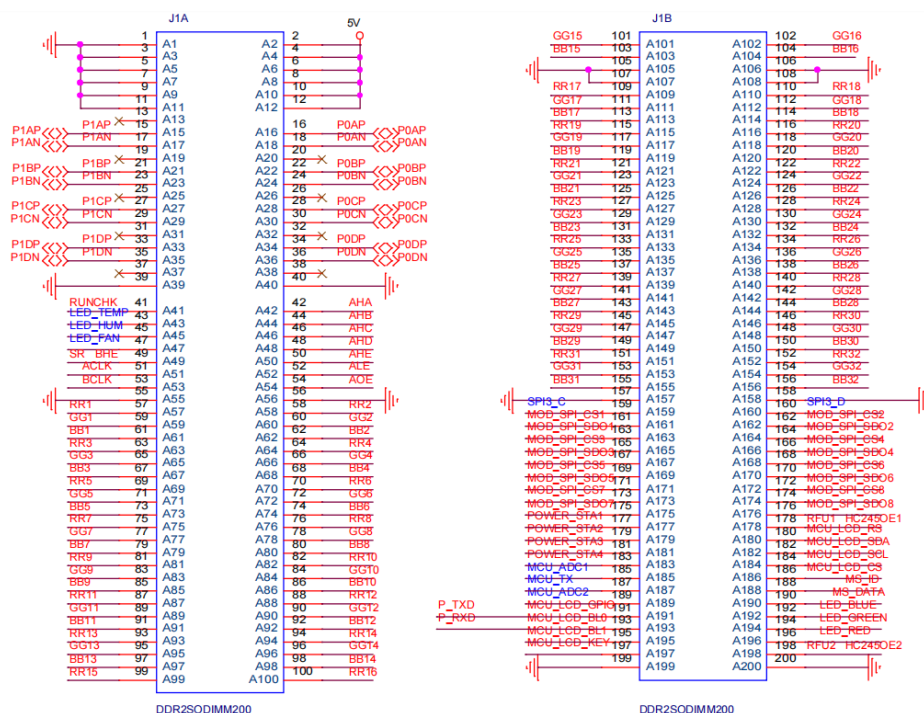 J1A
5V
1 A1 A2 2
3 A3 A4 4
5 A5 A6 6
7 A7 A8 8
9 A9 A10 10
11 A11 A12 12
13 A13
P1AP P1AP 15 A15 A16 16 P0AP P0AP
P1AN P1AN 17 A17 A18 18 P0AN P0AN
19 A19 A20 20
P1BP P1BP 21 A21 A22 22 P0BP P0BP
P1BN P1BN 23 A23 A24 24 P0BN P0BN
25 A25 A26 26
P1CP P1CP 27 A27 A28 28 P0CP P0CP
P1CN P1CN 29 A29 A30 30 P0CN P0CN
31 A31 A32 32
P1DP P1DP 33 A33 A34 34 P0DP P0DP
P1DN P1DN 35 A35 A36 36 P0DN P0DN
37 A37 A38 38
39 A39 A40 40
RUNCHK 41 A41 A42 42 AHA
LED_TEMP 43 A43 A44 44 AHB
LED_HUM 45 A45 A46 46 AHC
LED_FAN 47 A47 A48 48 AHD
SR_BHE 49 A49 A50 50 AHE
ACLK 51 A51 A52 52 ALE
BCLK 53 A53 A54 54 AOE
55 A55 A56 56
RR1 57 A57 A58 58 RR2
GG1 59 A59 A60 60 GG2
BB1 61 A61 A62 62 BB2
RR3 63 A63 A64 64 RR4
GG3 65 A65 A66 66 GG4
BB3 67 A67 A68 68 BB4
RR5 69 A69 A70 70 RR6
GG5 71 A71 A72 72 GG6
BB5 73 A73 A74 74 BB6
RR7 75 A75 A76 76 RR8
GG7 77 A77 A78 78 GG8
BB7 79 A79 A80 80 BB8
RR9 81 A81 A82 82 RR10
GG9 83 A83 A84 84 GG10
BB9 85 A85 A86 86 BB10
RR11 87 A87 A88 88 RR12
GG11 89 A89 A90 90 GG12
BB11 91 A91 A92 92 BB12
RR13 93 A93 A94 94 RR14
GG13 95 A95 A96 96 GG14
BB13 97 A97 A98 98 BB14
RR15 99 A99 A100 100 RR16
DDR2SODIMM200
J1B
GG15 101 A101 A102 102 GG16
BB15 103 A103 A104 104 BB16
105 A105 A106 106
107 A107 A108 108
RR17 109 A109 A110 110 RR18
GG17 111 A111 A112 112 GG18
BB17 113 A113 A114 114 BB18
RR19 115 A115 A116 116 RR20
GG19 117 A117 A118 118 GG20
BB19 119 A119 A120 120 BB20
RR21 121 A121 A122 122 RR22
GG21 123 A123 A124 124 GG22
BB21 125 A125 A126 126 BB22
RR23 127 A127 A128 128 RR24
GG23 129 A129 A130 130 GG24
BB23 131 A131 A132 132 BB24
RR25 133 A133 A134 134 RR26
GG25 135 A135 A136 136 GG26
BB25 137 A137 A138 138 BB26
RR27 139 A139 A140 140 RR28
GG27 141 A141 A142 142 GG28
BB27 143 A143 A144 144 BB28
RR29 145 A145 A146 146 RR30
GG29 147 A147 A148 148 GG30
BB29 149 A149 A150 150 BB30
RR31 151 A151 A152 152 RR32
GG31 153 A153 A154 154 GG32
BB31 155 A155 A156 156 BB32
157 A157 A158 158
SPI3_C 159 A159 A160 160 SPI3_D
MOD_SPI_CS1 161 A161 A162 162 MOD_SPI_CS2
MOD_SPI_SDO1 163 A163 A164 164 MOD_SPI_SDO2
MOD_SPI_CS3 165 A165 A166 166 MOD_SPI_CS4
MOD_SPI_SDO3 167 A167 A168 168 MOD_SPI_SDO4
MOD_SPI_CS5 169 A169 A170 170 MOD_SPI_CS6
MOD_SPI_SDO5 171 A171 A172 172 MOD_SPI_SDO6
MOD_SPI_CS7 173 A173 A174 174 MOD_SPI_CS8
MOD_SPI_SDO7 175 A175 A176 176 MOD_SPI_SDO8
POWER_STA1 177 A177 A178 178 RFU1 HC245OE1
POWER_STA2 179 A179 A180 180 MCU_LCD_RS
POWER_STA3 181 A181 A182 182 MCU_LCD_SDA
POWER_STA4 183 A183 A184 184 MCU_LCD_SCL
MCU_ADC1 185 A185 A186 186 MCU_LCD_CS
MCU_TX 187 A187 A188 188 MS_ID
MCU_ADC2 189 A189 A190 190 MS_DATA
P_TXD MCU_LCD_GPIO 191 A191 A192 192 LED_BLUE
P_RXD MCU_LCD_BL0 193 A193 A194 194 LED_GREEN
MCU_LCD_BL1 195 A195 A196 196 LED_RED
MCU_LCD_KEY 197 A197 A198 198 RFU2 HC245OE2
199 A199 A200 200
DDR2SODIMM200